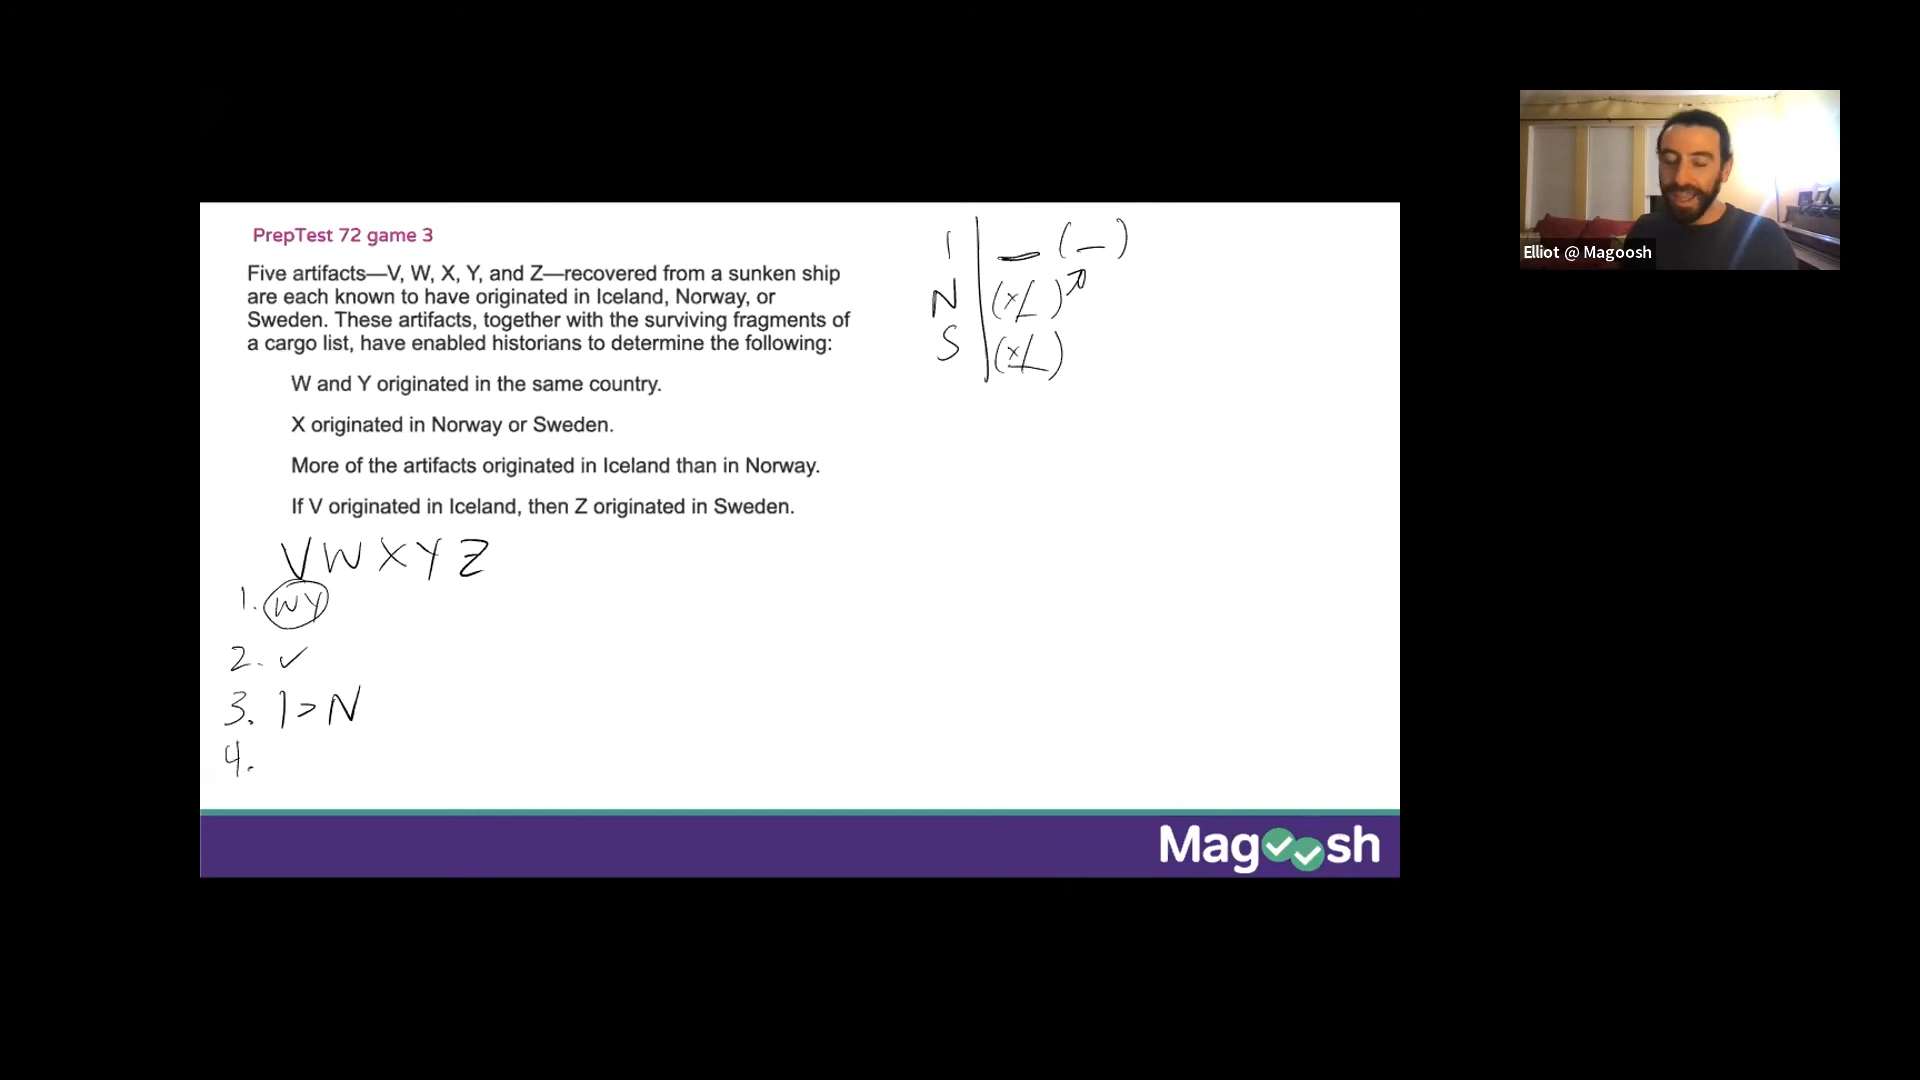 PrepTest 72 game 3
Five artifacts—V, W, X, Y, and Z—recovered from a sunken ship
are each known to have originated in Iceland, Norway, or
Sweden. These artifacts, together with the surviving fragments of
a cargo list, have enabled historians to determine the following:
W and Y originated in the same country.
X originated in Norway or Sweden.
More of the artifacts originated in Iceland than in Norway.
If V originated in Iceland, then Z originated in Sweden.
V W X Y Z
1. WY
2. ✓
3. I > N
4.
I _ (_)
N (x/_)
S (x/_)
Elliot @ Magoosh
Magoosh